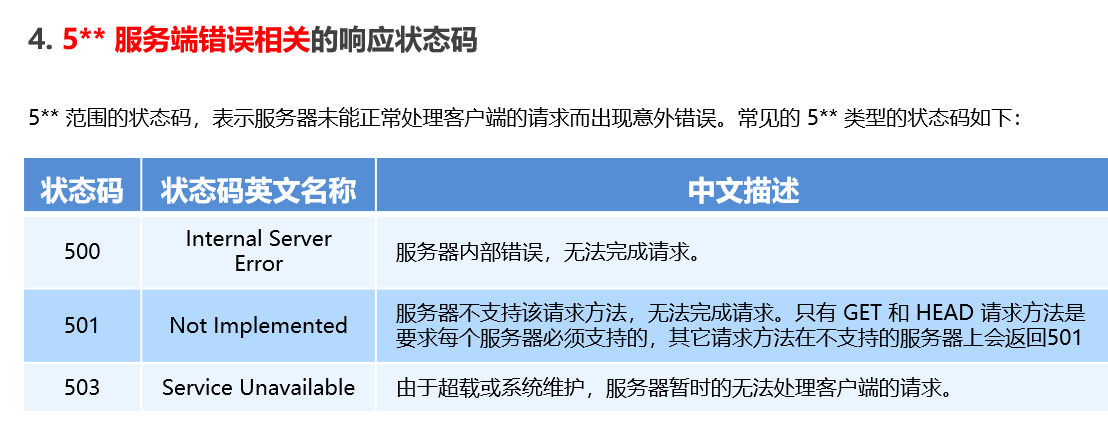 4. 5** 服务端错误相关的响应状态码
5** 范围的状态码，表示服务器未能正常处理客户端的请求而出现意外错误。常见的 5** 类型的状态码如下：
状态码 状态码英文名称 中文描述
500 Internal Server Error 服务器内部错误，无法完成请求。
501 Not Implemented 服务器不支持该请求方法，无法完成请求。只有 GET 和 HEAD 请求方法是
要求每个服务器必须支持的，其它请求方法在不支持的服务器上会返回501
503 Service Unavailable 由于超载或系统维护，服务器暂时的无法处理客户端的请求。